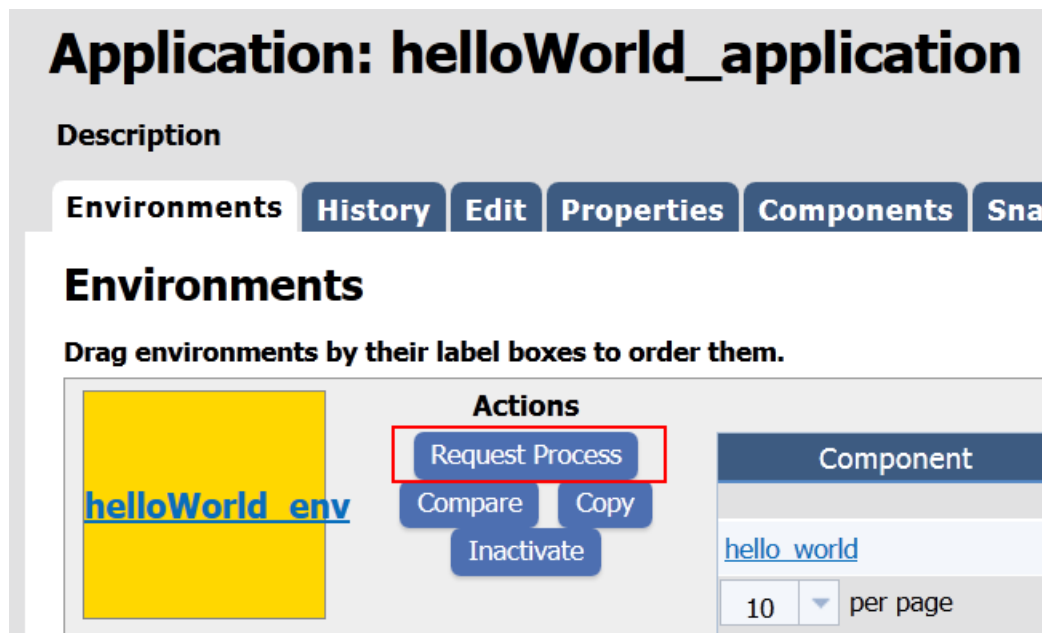 Application: helloWorld_application
Description
Environments History Edit Properties Components Sna
Environments
Drag environments by their label boxes to order them.
Actions
Request Process
Compare Copy
Inactivate
helloWorld_env
Component
hello_world
10 per page